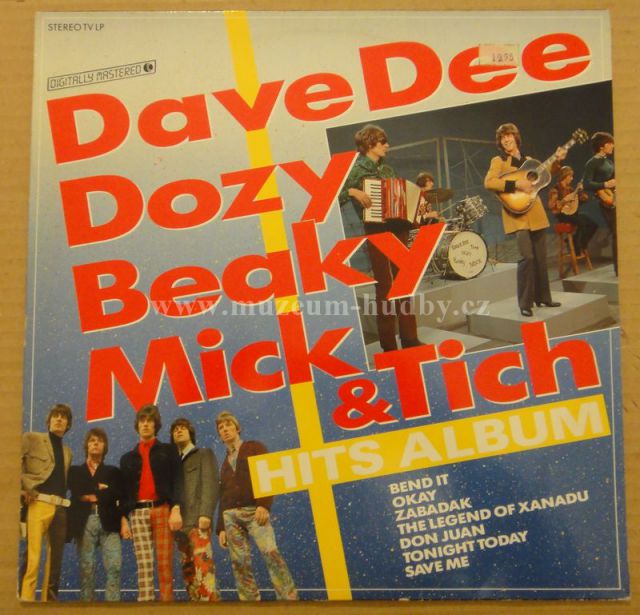 STEREO TV LP
DIGITALLY MASTERED
Dave Dee
Dozy
Beaky
Mick
& Tich
HITS ALBUM
BEND IT
OKAY
ZABADAK
THE LEGEND OF XANADU
DON JUAN
TONIGHT TODAY
SAVE ME
www.muzeum-hudby.cz